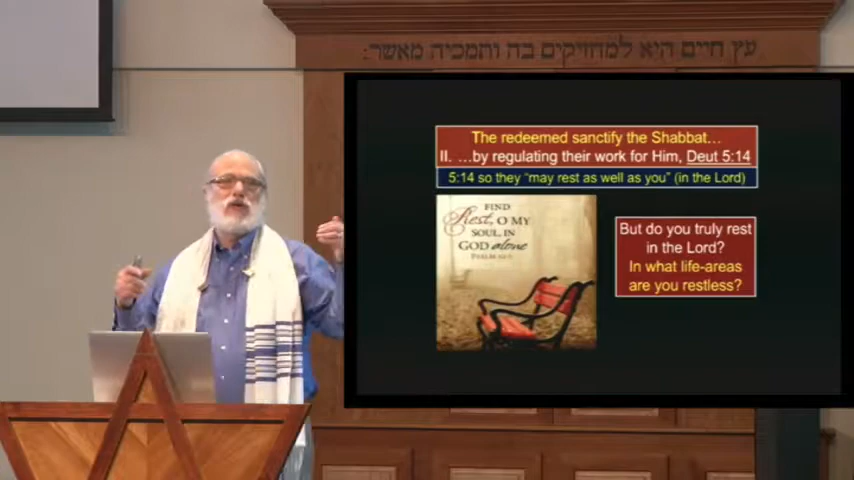 עץ חיים היא למחזיקים בה ותמכיה מאשר:
The redeemed sanctify the Shabbat...
II. ...by regulating their work for Him, Deut 5:14
5:14 so they "may rest as well as you" (in the Lord)
FIND
Rest, O MY
SOUL, IN
GOD alone
PSALM
But do you truly rest
in the Lord?
In what life-areas
are you restless?